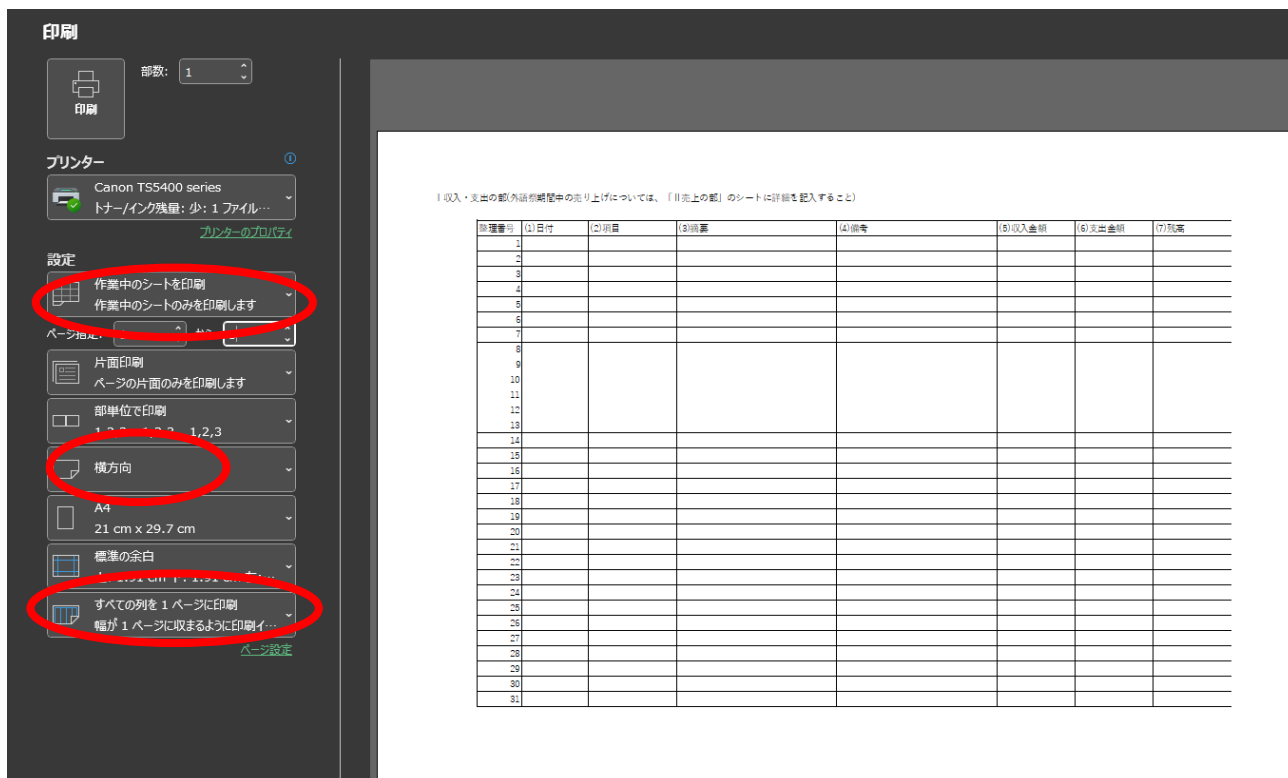 印刷
部数: 1
印刷
プリンター
Canon TS5400 series
トナー/インク残量: 少: 1 ファイル…
プリンターのプロパティ
設定
作業中のシートを印刷
作業中のシートのみを印刷します
ページ指定: から
片面印刷
ページの片面のみを印刷します
部単位で印刷
1,2,3
横方向
A4
21 cm x 29.7 cm
標準の余白
すべての列を 1 ページに印刷
幅が 1 ページに収まるように印刷イ…
ページ設定
Ⅰ収入・支出の部(外語祭期間中の売り上げについては、「Ⅱ売上の部」のシートに詳細を記入すること)
整理番号 (1)日付 (2)項目 (3)摘要 (4)備考 (5)収入金額 (6)支出金額 (7)残高
1
2
3
4
5
6
7
8
9
10
11
12
13
14
15
16
17
18
19
20
21
22
23
24
25
26
27
28
29
30
31